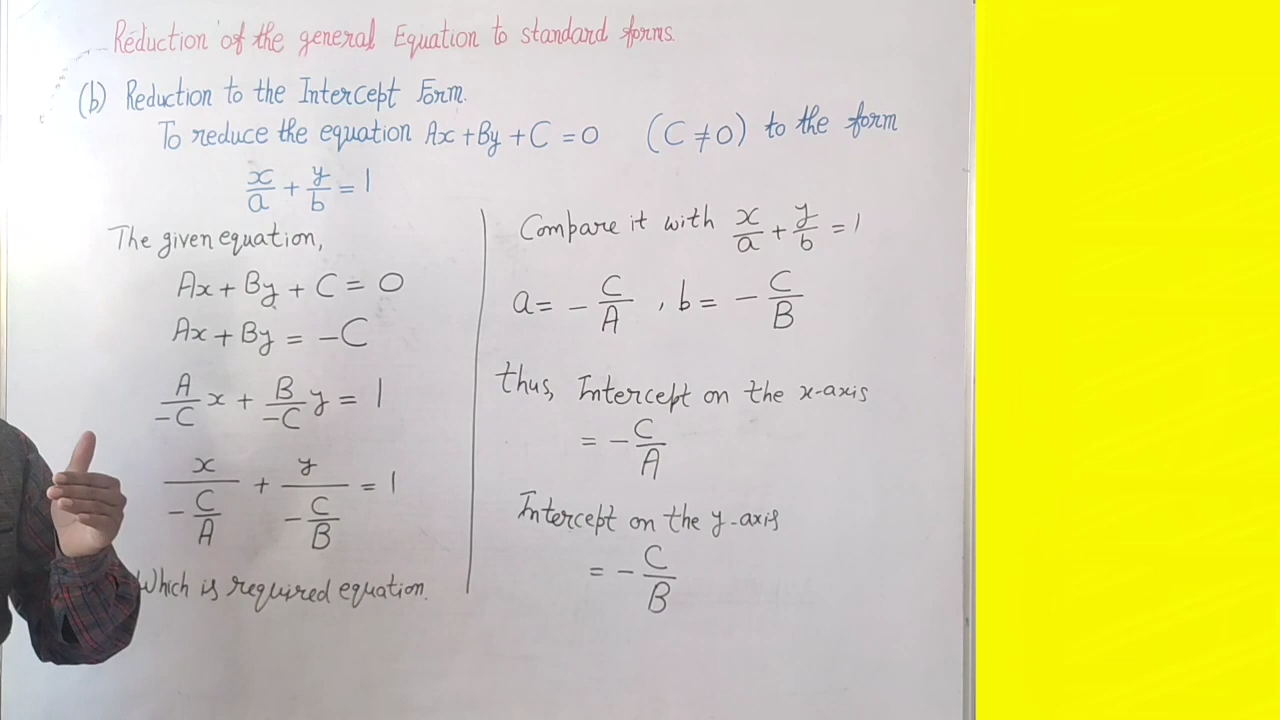 Reduction of the general Equation to standard forms.
(b) Reduction to the Intercept Form.
To reduce the equation Ax + By + C = 0 (C ≠ 0) to the form
x/a + y/b = 1
The given equation,
Ax + By + C = 0
Ax + By = -C
A/-C x + B/-C y = 1
x/(-C/A) + y/(-C/B) = 1
Which is required equation.
Compare it with x/a + y/b = 1
a = -C/A , b = -C/B
thus, Intercept on the x-axis
= -C/A
Intercept on the y-axis
= -C/B